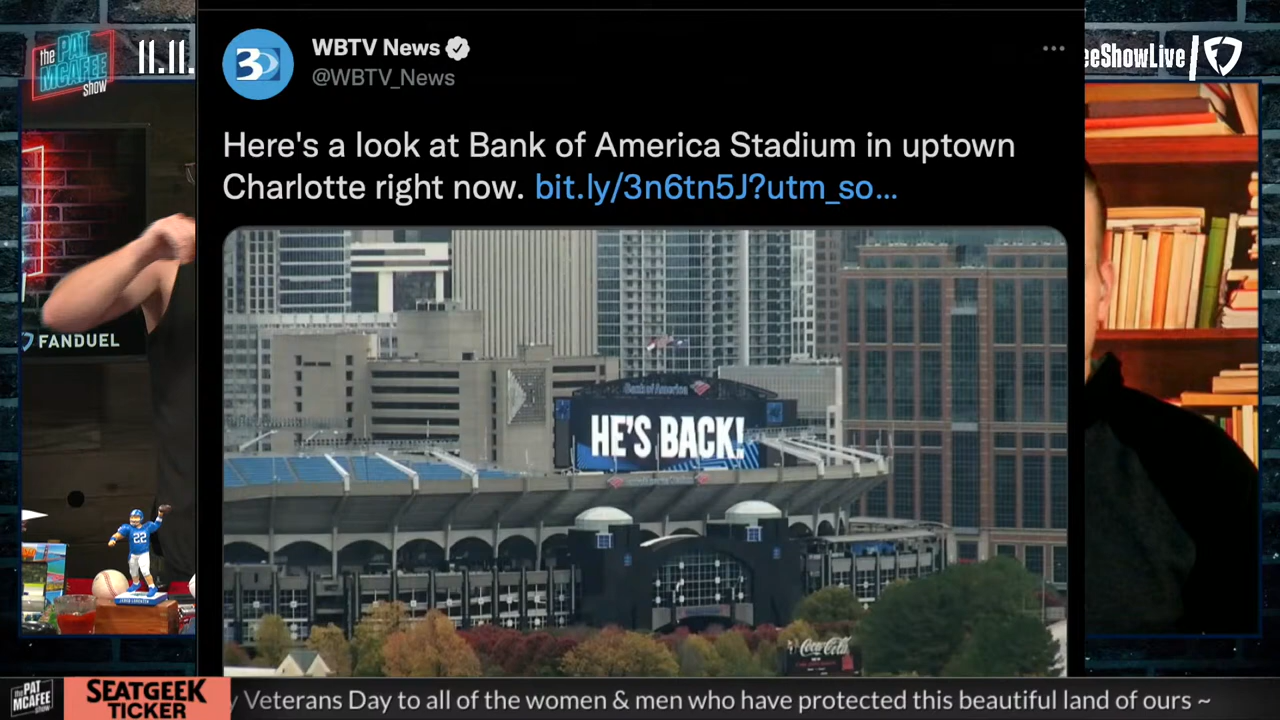 the
PAT
MCAFEE
show
11.11.
WBTV News
@WBTV_News
eeShowLive
Here's a look at Bank of America Stadium in uptown
Charlotte right now. bit.ly/3n6tn5J?utm_so...
Bank of America
HE'S BACK!
FANDUEL
22
Coca-Cola
the
PAT
MCAFEE
show
SEATGEEK
TICKER
y Veterans Day to all of the women & men who have protected this beautiful land of ours ~